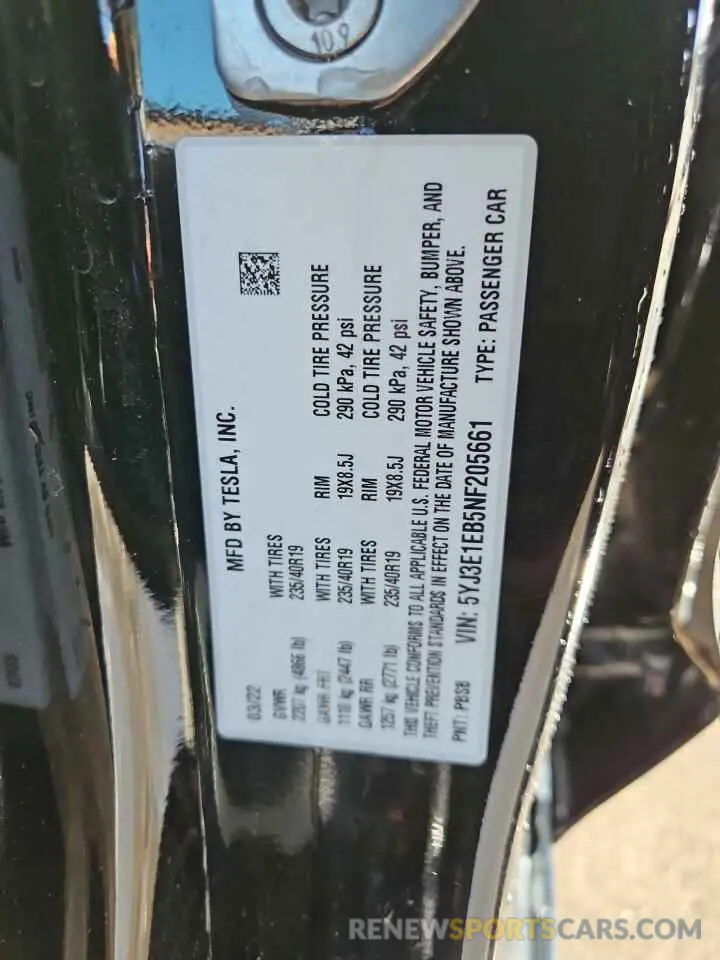 109
MFD BY TESLA, INC.
03/22
GVWR WITH TIRES
2207 kg (4866 lb) 235/40R19
GAWR FRT WITH TIRES RIM COLD TIRE PRESSURE
1110 kg (2447 lb) 235/40R19 19X8.5J 290 kPa, 42 psi
GAWR RR WITH TIRES RIM COLD TIRE PRESSURE
1257 kg (2771 lb) 235/40R19 19X8.5J 290 kPa, 42 psi
THIS VEHICLE CONFORMS TO ALL APPLICABLE U.S. FEDERAL MOTOR VEHICLE SAFETY, BUMPER, AND
THEFT PREVENTION STANDARDS IN EFFECT ON THE DATE OF MANUFACTURE SHOWN ABOVE.
PNT: PBSB VIN: 5YJ3E1EB5NF205661 TYPE: PASSENGER CAR
RENEWSPORTSCARS.COM